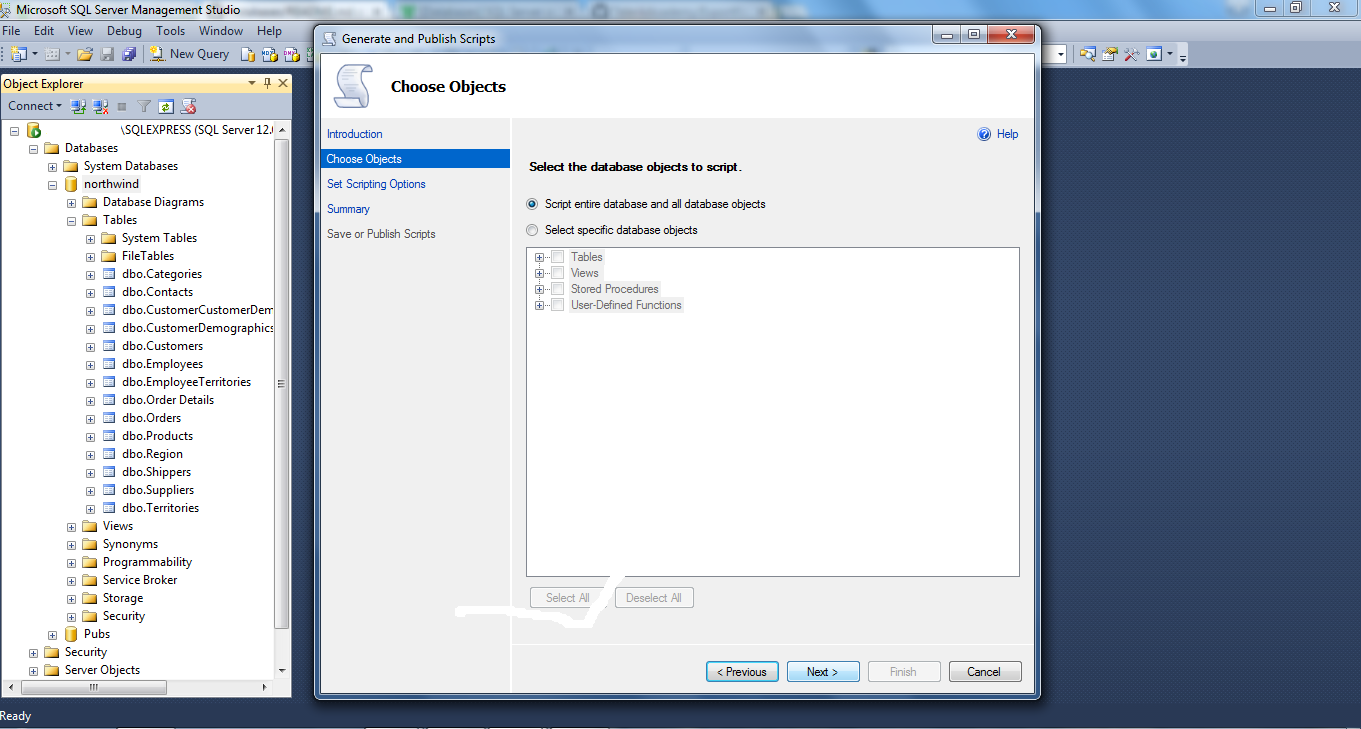 Microsoft SQL Server Management Studio
File Edit View Debug Tools Window Help
New Query
Object Explorer
Connect
\SQLEXPRESS (SQL Server 12.0
Databases
System Databases
northwind
Database Diagrams
Tables
System Tables
FileTables
dbo.Categories
dbo.Contacts
dbo.CustomerCustomerDem
dbo.CustomerDemographics
dbo.Customers
dbo.Employees
dbo.EmployeeTerritories
dbo.Order Details
dbo.Orders
dbo.Products
dbo.Region
dbo.Shippers
dbo.Suppliers
dbo.Territories
Views
Synonyms
Programmability
Service Broker
Storage
Security
Pubs
Security
Server Objects
Ready
Generate and Publish Scripts
Choose Objects
Introduction
Choose Objects
Set Scripting Options
Summary
Save or Publish Scripts
Help
Select the database objects to script.
Script entire database and all database objects
Select specific database objects
Tables
Views
Stored Procedures
User-Defined Functions
Select All Deselect All
< Previous Next > Finish Cancel